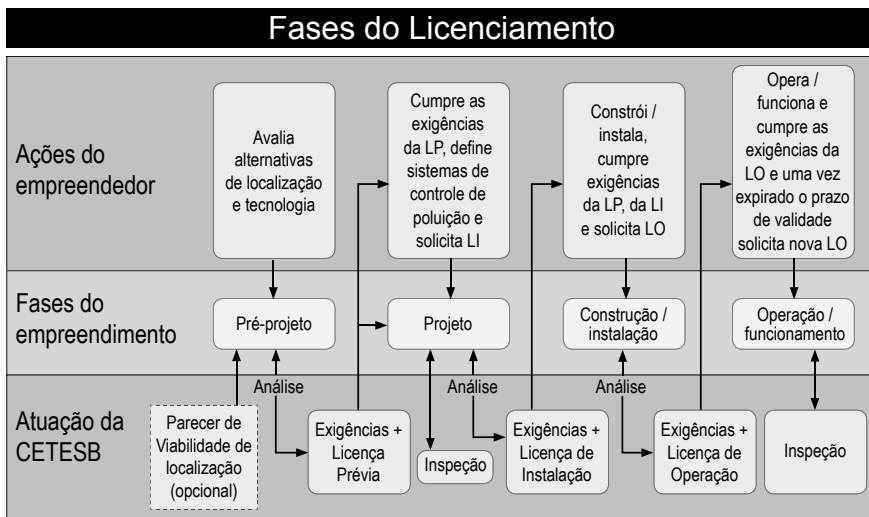 Fases do Licenciamento
Ações do
empreendedor
Avalia
alternativas
de localização
e tecnologia
Cumpre as
exigências
da LP, define
sistemas de
controle de
poluição e
solicita LI
Constrói /
instala,
cumpre
exigências
da LP, da LI
e solicita LO
Opera /
funciona e
cumpre as
exigências da
LO e uma vez
expirado o prazo
de validade
solicita nova LO
Fases do
empreendimento
Pré-projeto
Projeto
Construção /
instalação
Operação /
funcionamento
Análise
Análise
Análise
Atuação da
CETESB
Parecer de
Viabilidade de
localização
(opcional)
Exigências +
Licença
Prévia
Inspeção
Exigências +
Licença de
Instalação
Exigências +
Licença de
Operação
Inspeção